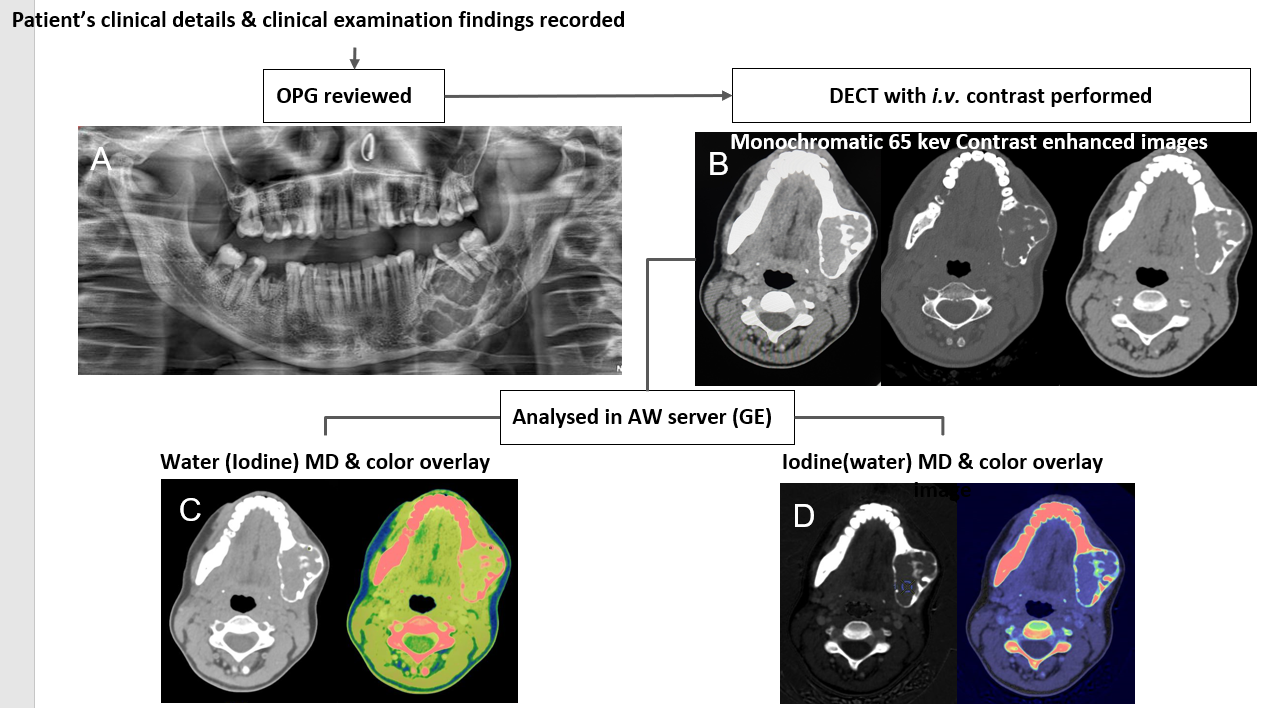 Patient's clinical details & clinical examination findings recorded
OPG reviewed
DECT with i.v. contrast performed
A
Monochromatic 65 kev Contrast enhanced images
B
N
Analysed in AW server (GE)
Water (Iodine) MD & color overlay
Iodine(water) MD & color overlay
image
C
D